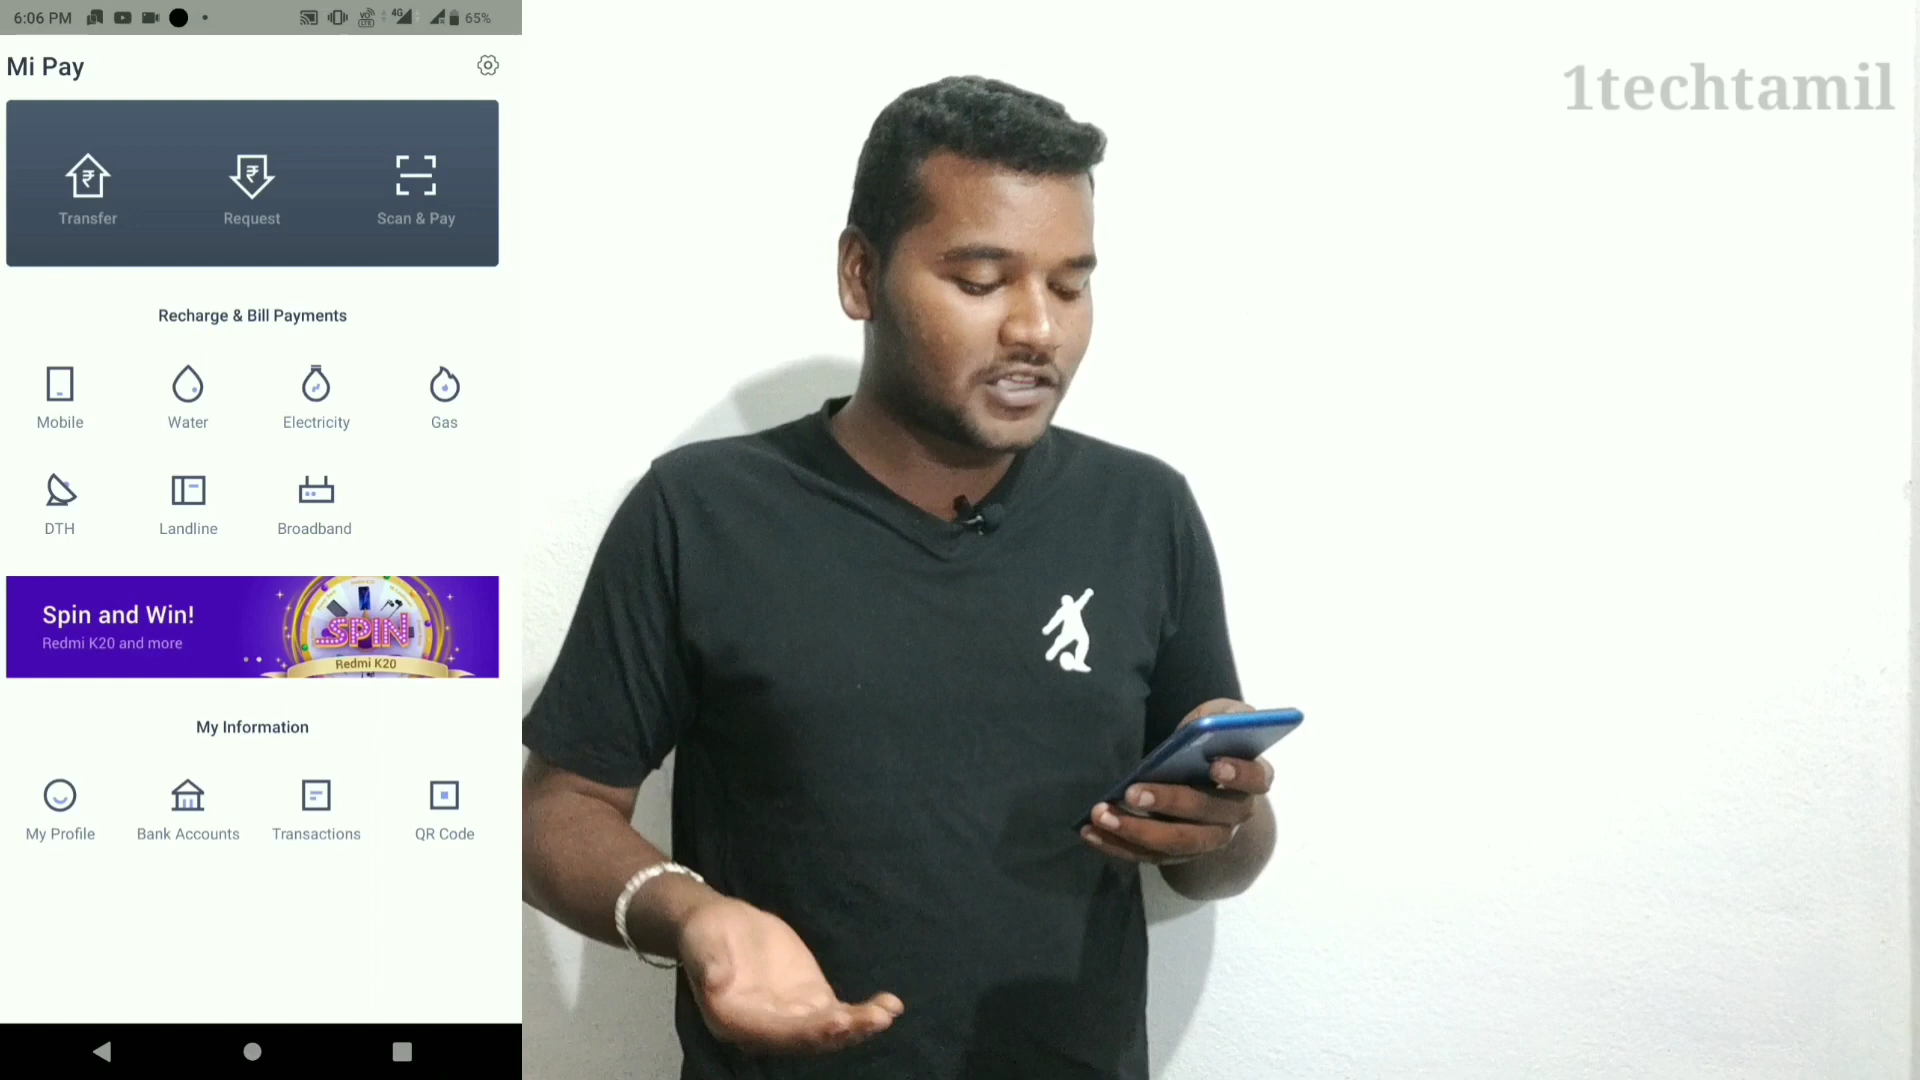 6:06 PM
4G
65%
Mi Pay
1techtamil
Transfer
Request
Scan & Pay
Recharge & Bill Payments
Mobile
Water
Electricity
Gas
DTH
Landline
Broadband
Spin and Win!
Redmi K20 and more
SPIN
Redmi K20
My Information
My Profile
Bank Accounts
Transactions
QR Code